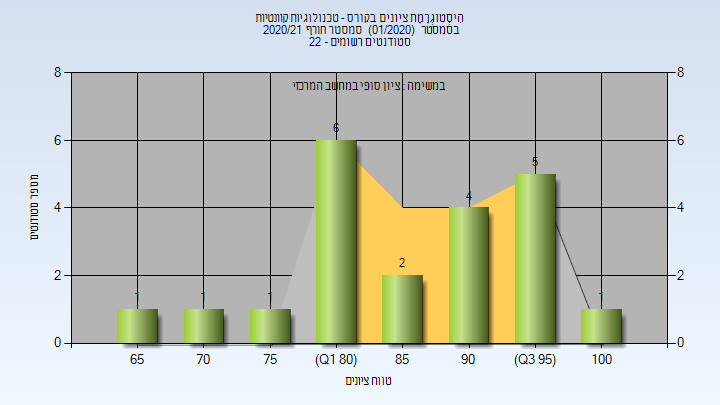 היסטוגרמת ציונים בקורס - טכנולוגיות קוונטיות
בסמסטר (01/2020) סמסטר חורף 2020/21
סטודנטים רשומים - 22
במשימה : ציון סופי במחשב המרכזי
8 8
6 6
4 4
2 2
0 0
6
5
4
2
1 1 1 1
מספר סטודנטים
65 70 75 (Q1 80) 85 90 (Q3 95) 100
טווח ציונים